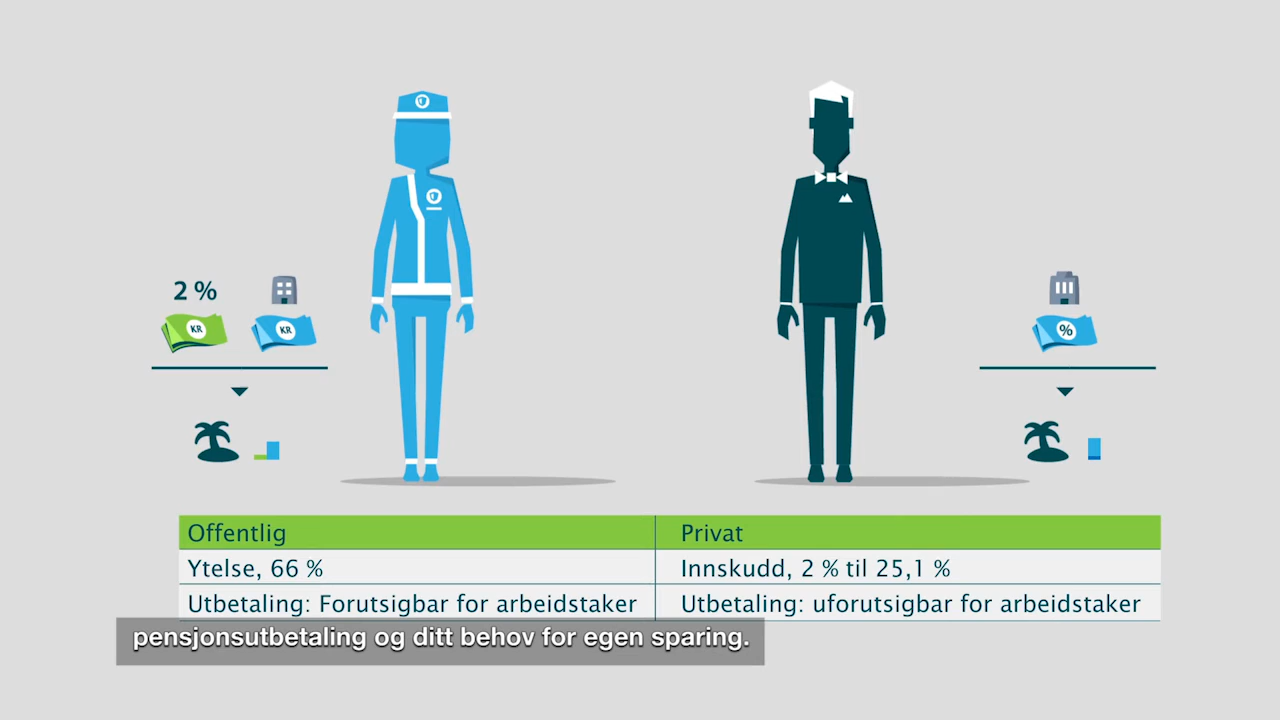 2 %
KR
KR
%
Offentlig
Privat
Ytelse, 66 %
Innskudd, 2 % til 25,1 %
Utbetaling: Forutsigbar for arbeidstaker
Utbetaling: uforutsigbar for arbeidstaker
pensjonsutbetaling og ditt behov for egen sparing.